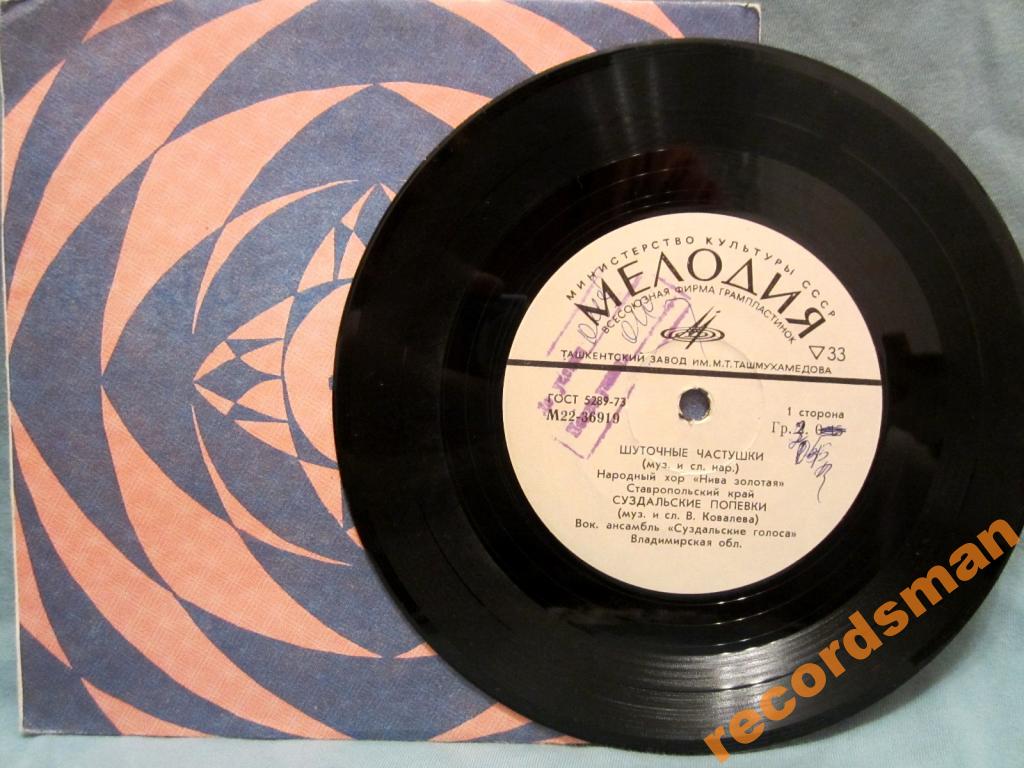 МИНИСТЕРСТВО КУЛЬТУРЫ СССР
МЕЛОДИЯ
ВСЕСОЮЗНАЯ ФИРМА ГРАМПЛАСТИНОК
▽33
ТАШКЕНТСКИЙ ЗАВОД ИМ. М. Т. ТАШМУХАМЕДОВА
ГОСТ 5289-73
М22-36919
1 сторона
Гр.
ШУТОЧНЫЕ ЧАСТУШКИ
(муз. и сл. нар.)
Народный хор «Нива золотая»
Ставропольский край
СУЗДАЛЬСКИЕ ПОПЕВКИ
(муз. и сл. В. Ковалева)
Вок. ансамбль «Суздальские голоса»
Владимирская обл.
recordsman